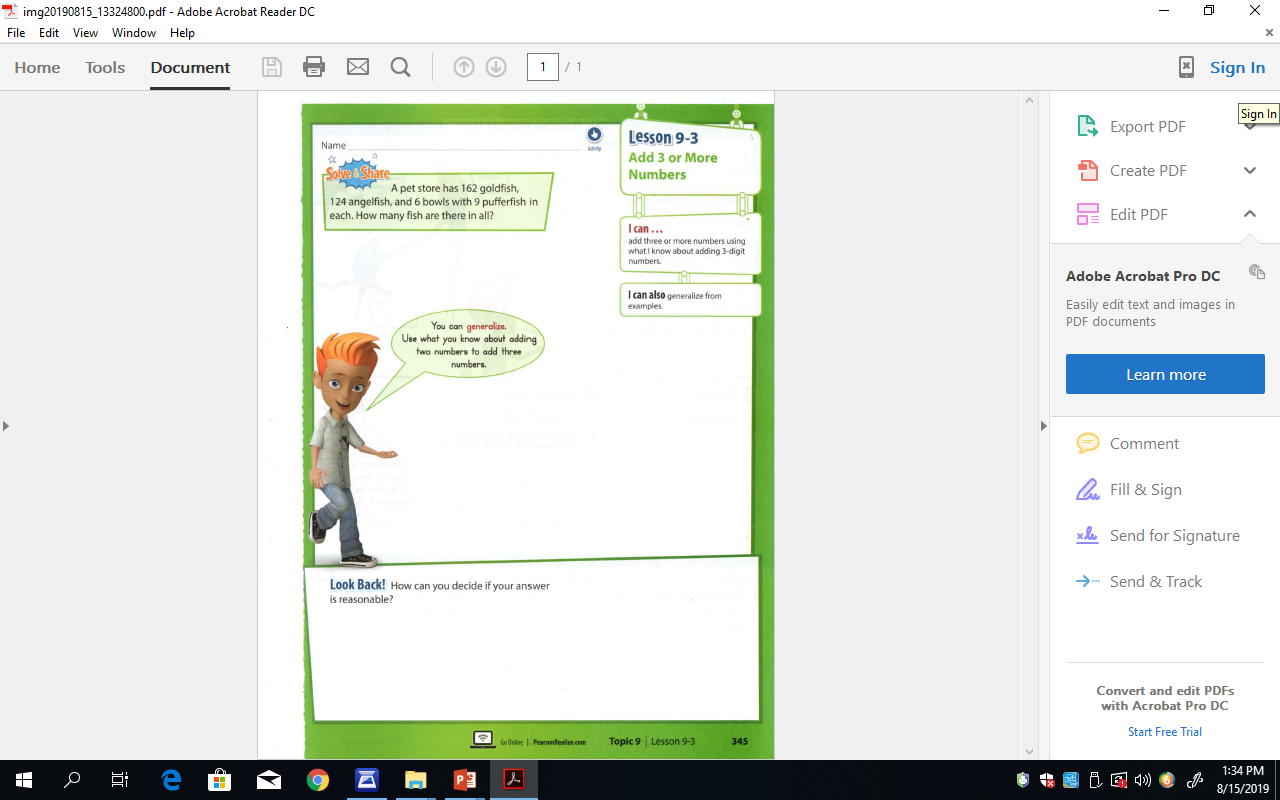 img20190815_13324800.pdf - Adobe Acrobat Reader DC
File Edit View Window Help
Home Tools Document 1 / 1 Sign In
Sign In
Export PDF
Create PDF
Edit PDF
Adobe Acrobat Pro DC
Easily edit text and images in
PDF documents
Learn more
Comment
Fill & Sign
Send for Signature
Send & Track
Convert and edit PDFs
with Acrobat Pro DC
Start Free Trial
Name
Activity
Lesson 9-3
Add 3 or More
Numbers
Solve & Share
A pet store has 162 goldfish,
124 angelfish, and 6 bowls with 9 pufferfish in
each. How many fish are there in all?
I can …
add three or more numbers using
what I know about adding 3-digit
numbers.
I can also generalize from
examples.
You can generalize.
Use what you know about adding
two numbers to add three
numbers.
Look Back! How can you decide if your answer
is reasonable?
Go Online | PearsonRealize.com Topic 9 | Lesson 9-3 345
1:34 PM
8/15/2019